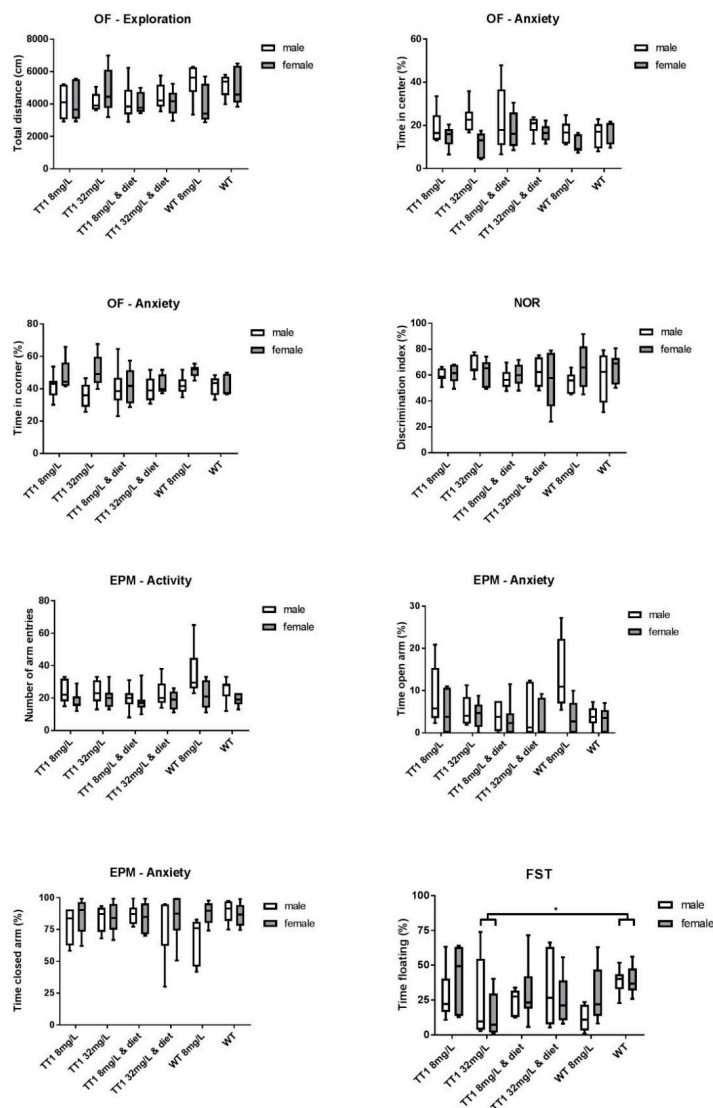 OF - Exploration
Total distance (cm)
8000
6000
4000
2000
0
male
female
TT1 8mg/L
TT1 32mg/L
TT1 8mg/L & diet
TT1 32mg/L & diet
WT 8mg/L
WT
OF - Anxiety
Time in center (%)
60
40
20
0
male
female
TT1 8mg/L
TT1 32mg/L
TT1 8mg/L & diet
TT1 32mg/L & diet
WT 8mg/L
WT
OF - Anxiety
Time in corner (%)
80
60
40
20
0
male
female
TT1 8mg/L
TT1 32mg/L
TT1 8mg/L & diet
TT1 32mg/L & diet
WT 8mg/L
WT
NOR
Discrimination index (%)
100
80
60
40
20
0
male
female
TT1 8mg/L
TT1 32mg/L
TT1 8mg/L & diet
TT1 32mg/L & diet
WT 8mg/L
WT
EPM - Activity
Number of arm entries
80
60
40
20
0
male
female
TT1 8mg/L
TT1 32mg/L
TT1 8mg/L & diet
TT1 32mg/L & diet
WT 8mg/L
WT
EPM - Anxiety
Time open arm (%)
30
20
10
0
male
female
TT1 8mg/L
TT1 32mg/L
TT1 8mg/L & diet
TT1 32mg/L & diet
WT 8mg/L
WT
EPM - Anxiety
Time closed arm (%)
100
75
50
25
0
male
female
TT1 8mg/L
TT1 32mg/L
TT1 8mg/L & diet
TT1 32mg/L & diet
WT 8mg/L
WT
FST
Time floating (%)
100
75
50
25
0
*
male
female
TT1 8mg/L
TT1 32mg/L
TT1 8mg/L & diet
TT1 32mg/L & diet
WT 8mg/L
WT